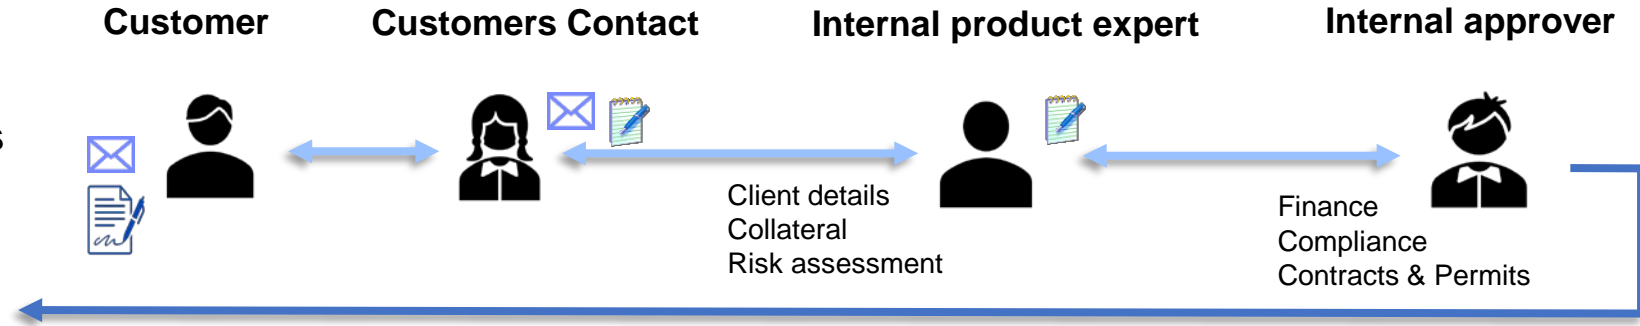 Customer
Customers Contact
Internal product expert
Internal approver
s
Client details
Collateral
Risk assessment
Finance
Compliance
Contracts & Permits